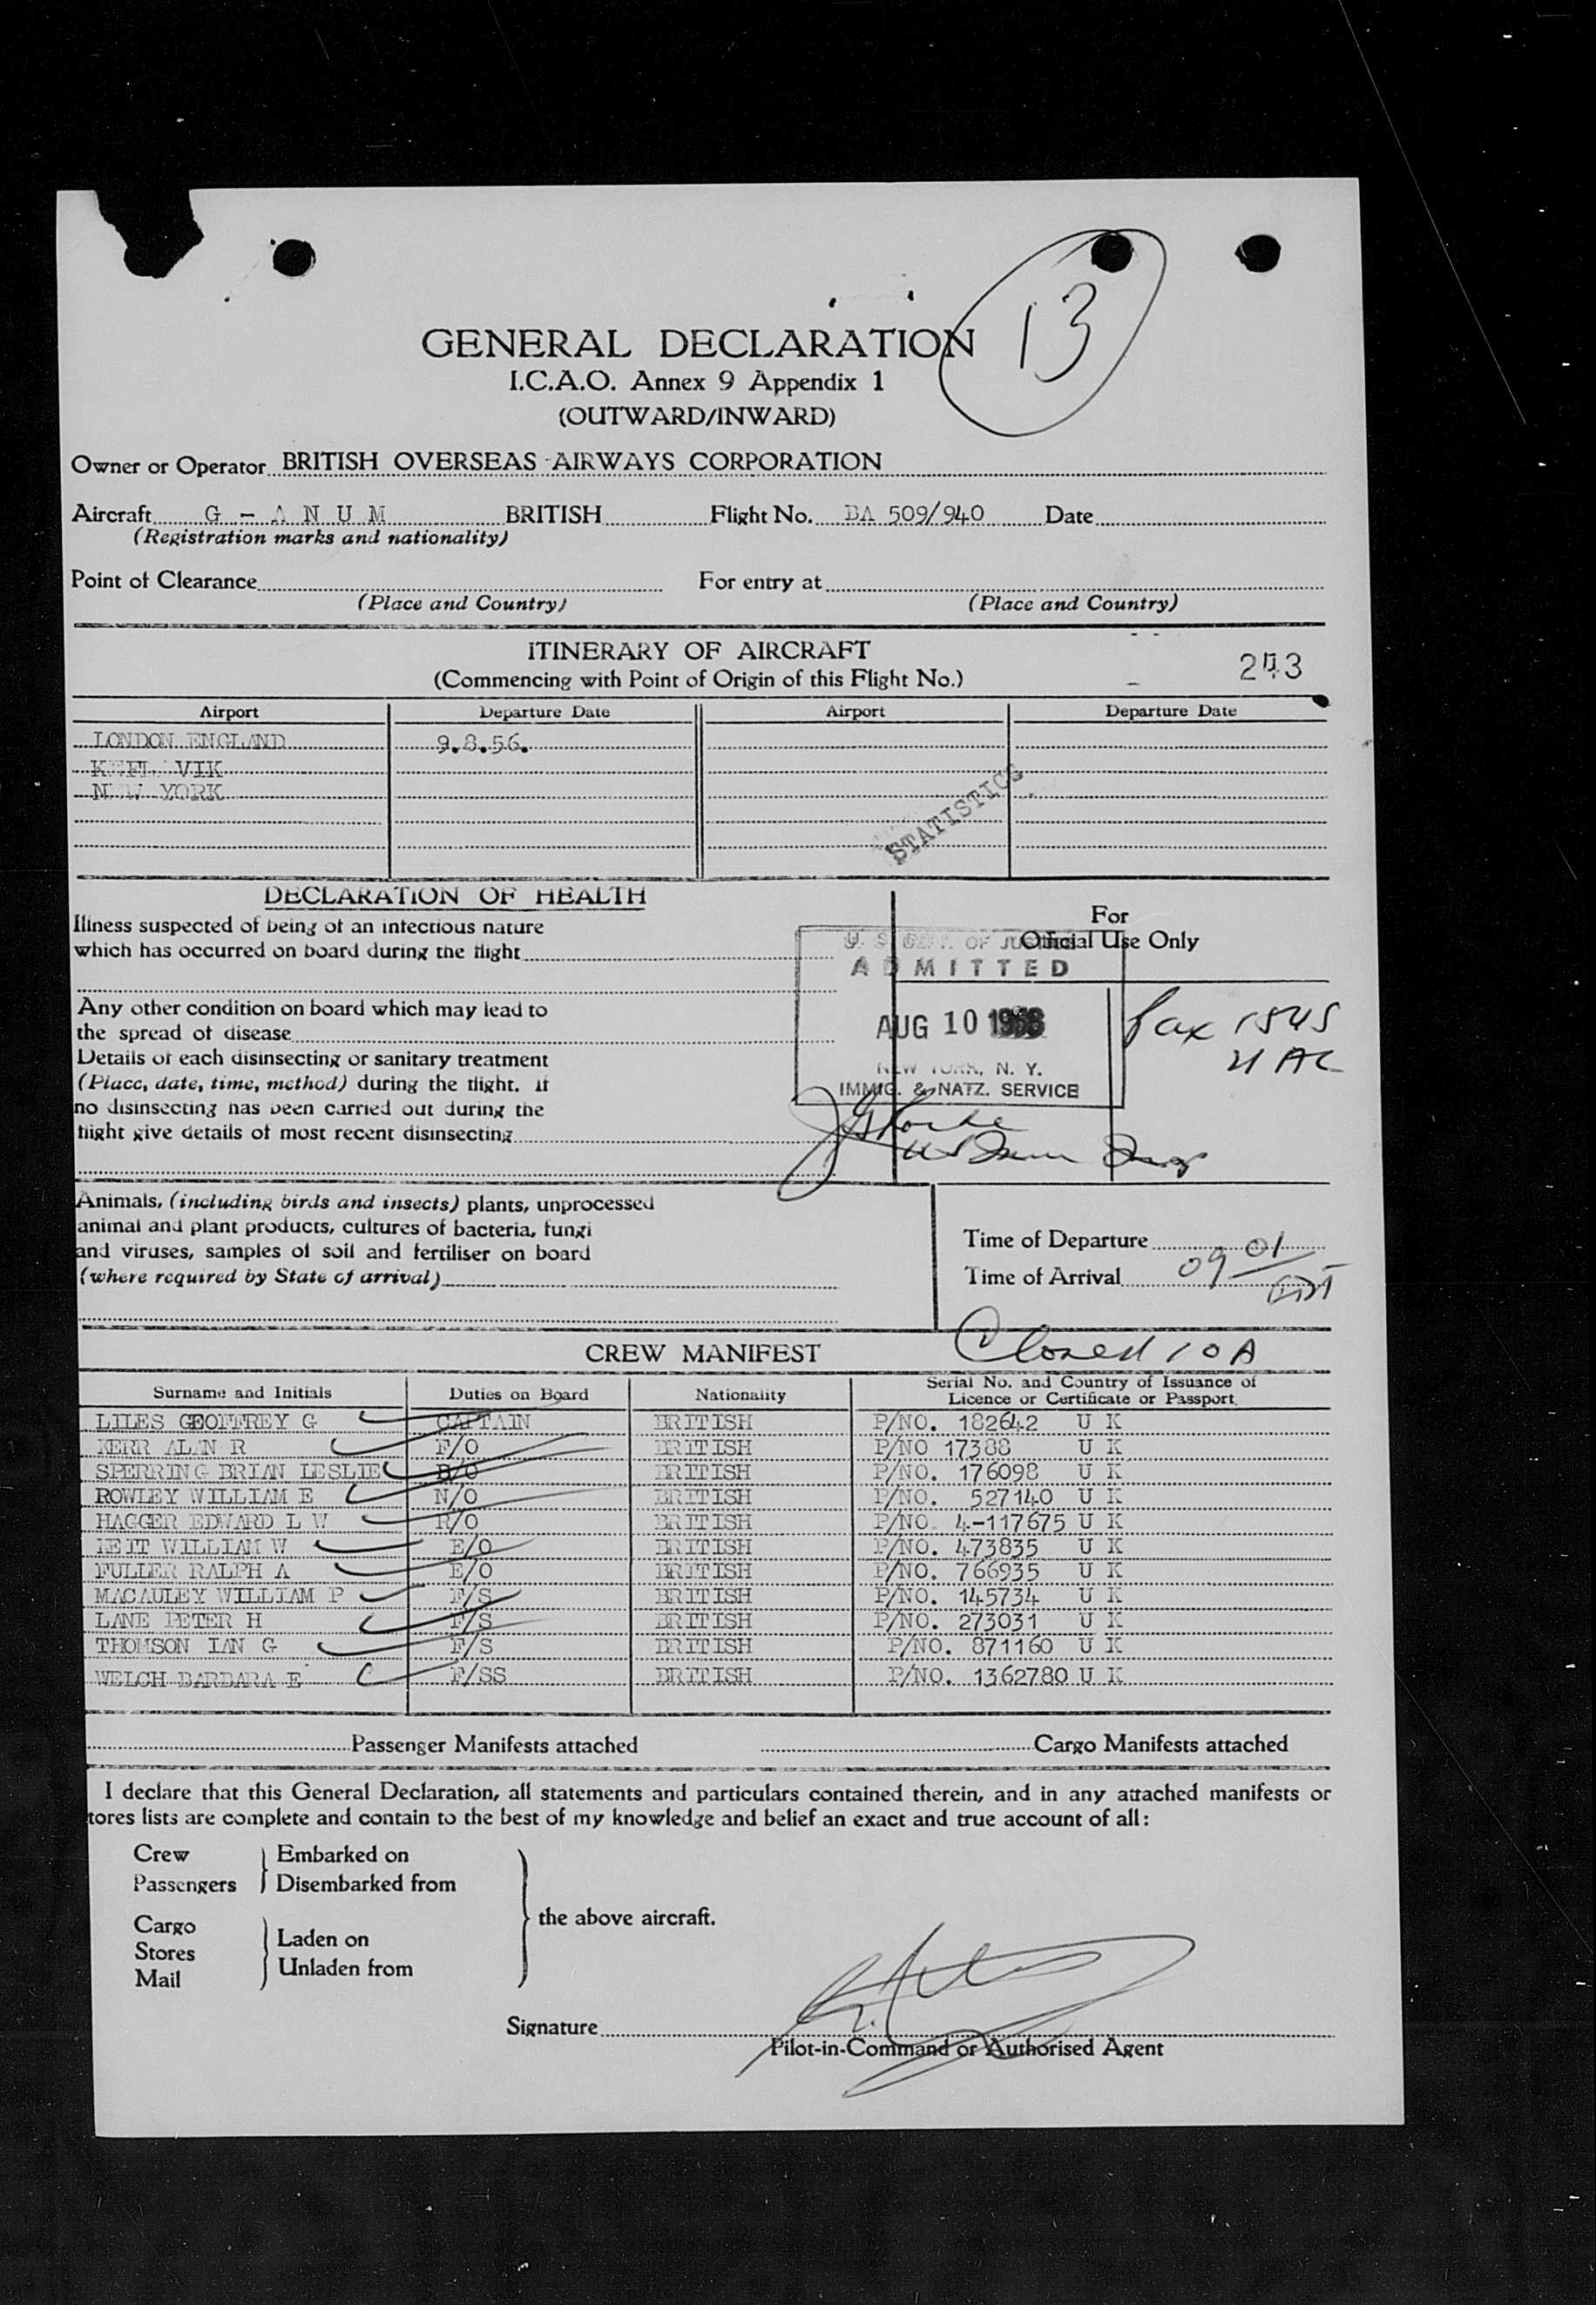 13
GENERAL DECLARATION
I.C.A.O. Annex 9 Appendix 1
(OUTWARD/INWARD)
Owner or Operator BRITISH OVERSEAS AIRWAYS CORPORATION
Aircraft G - A N U M BRITISH Flight No. BA 509/940 Date
(Registration marks and nationality)
Point of Clearance For entry at
(Place and Country) (Place and Country)
ITINERARY OF AIRCRAFT
(Commencing with Point of Origin of this Flight No.)
243
Airport Departure Date Airport Departure Date
LONDON ENGLAND 9.8.56.
KEFLAVIK
NEW YORK
STATISTICS
DECLARATION OF HEALTH
Illness suspected of being of an infectious nature
which has occurred on board during the flight
Any other condition on board which may lead to
the spread of disease
Details of each disinsecting or sanitary treatment
(Place, date, time, method) during the flight. If
no disinsecting has been carried out during the
flight give details of most recent disinsecting
For
Official Use Only
U. S. DEPT. OF JUSTICE
ADMITTED
AUG 10 1956
NEW YORK, N. Y.
IMMIG. & NATZ. SERVICE
Animals, (including birds and insects) plants, unprocessed
animal and plant products, cultures of bacteria, fungi
and viruses, samples of soil and fertiliser on board
(where required by State of arrival)
Time of Departure
Time of Arrival 09 01
Closed 10 A
CREW MANIFEST
Surname and Initials Duties on Board Nationality Serial No. and Country of Issuance of
Licence or Certificate or Passport
LILES GEOFFREY G CAPTAIN BRITISH P/NO. 182642 U K
KERR ALAN R F/O BRITISH P/NO 17388 U K
SPERRING BRIAN LESLIE BRITISH P/NO. 176098 U K
ROWLEY WILLIAM E N/O BRITISH P/NO. 527140 U K
HAGGER EDWARD L W R/O BRITISH P/NO. 4-117675 U K
WILLIAM W E/O BRITISH P/NO. 473835 U K
FULLER RALPH A E/O BRITISH P/NO. 766935 U K
MACAULEY WILLIAM P F/S BRITISH P/NO. 145734 U K
LANE PETER H F/S BRITISH P/NO. 273031 U K
THOMSON IAN G F/S BRITISH P/NO. 871160 U K
WELCH BARBARA E F/SS BRITISH P/NO. 1362780 U K
Passenger Manifests attached Cargo Manifests attached
I declare that this General Declaration, all statements and particulars contained therein, and in any attached manifests or
tores lists are complete and contain to the best of my knowledge and belief an exact and true account of all:
Crew Embarked on
Passengers Disembarked from
the above aircraft.
Cargo Laden on
Stores
Mail Unladen from
Signature
Pilot-in-Command or Authorised Agent